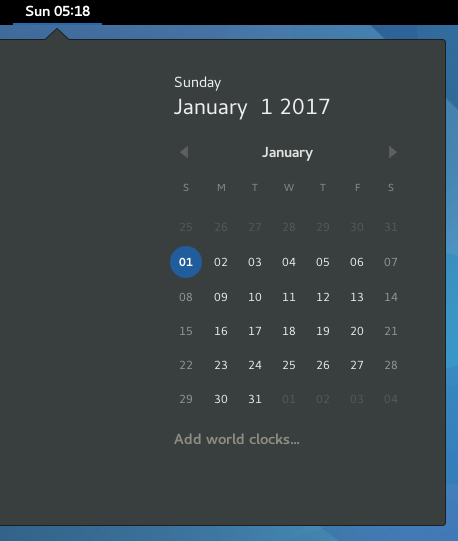 Sun 05:18
Sunday
January 1 2017
January
S M T W T F S
25 26 27 28 29 30 31
01 02 03 04 05 06 07
08 09 10 11 12 13 14
15 16 17 18 19 20 21
22 23 24 25 26 27 28
29 30 31 01 02 03 04
Add world clocks...